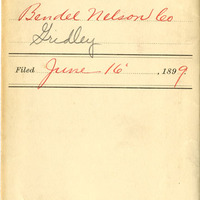 Bendel Nelson Co
Gridley
Filed June 16, 1899